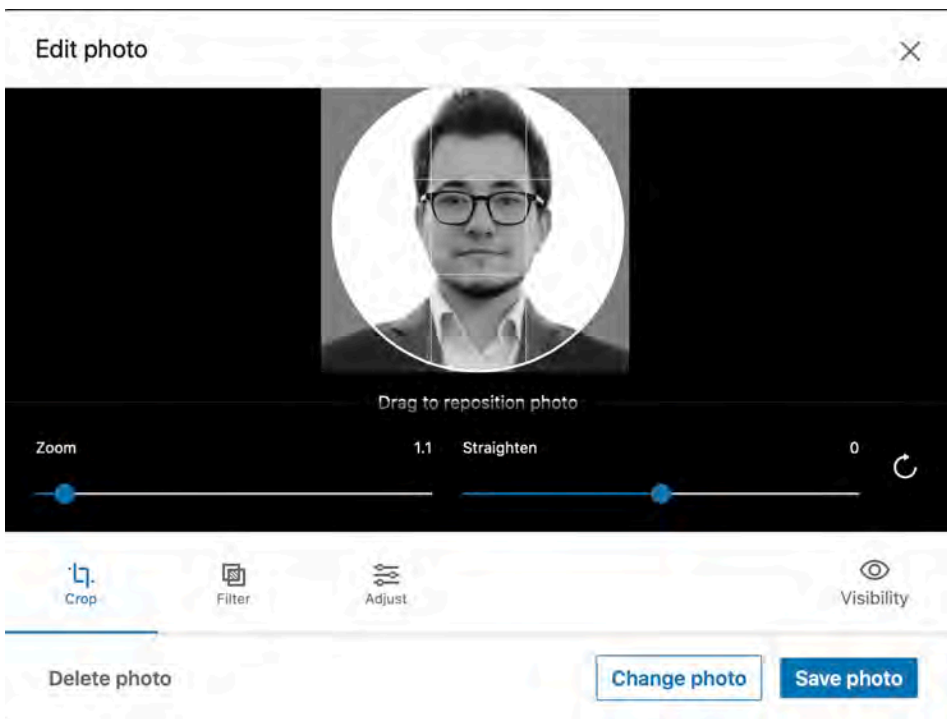 Edit photo
Drag to reposition photo
Zoom 1.1 Straighten 0
Crop Filter Adjust Visibility
Delete photo Change photo Save photo